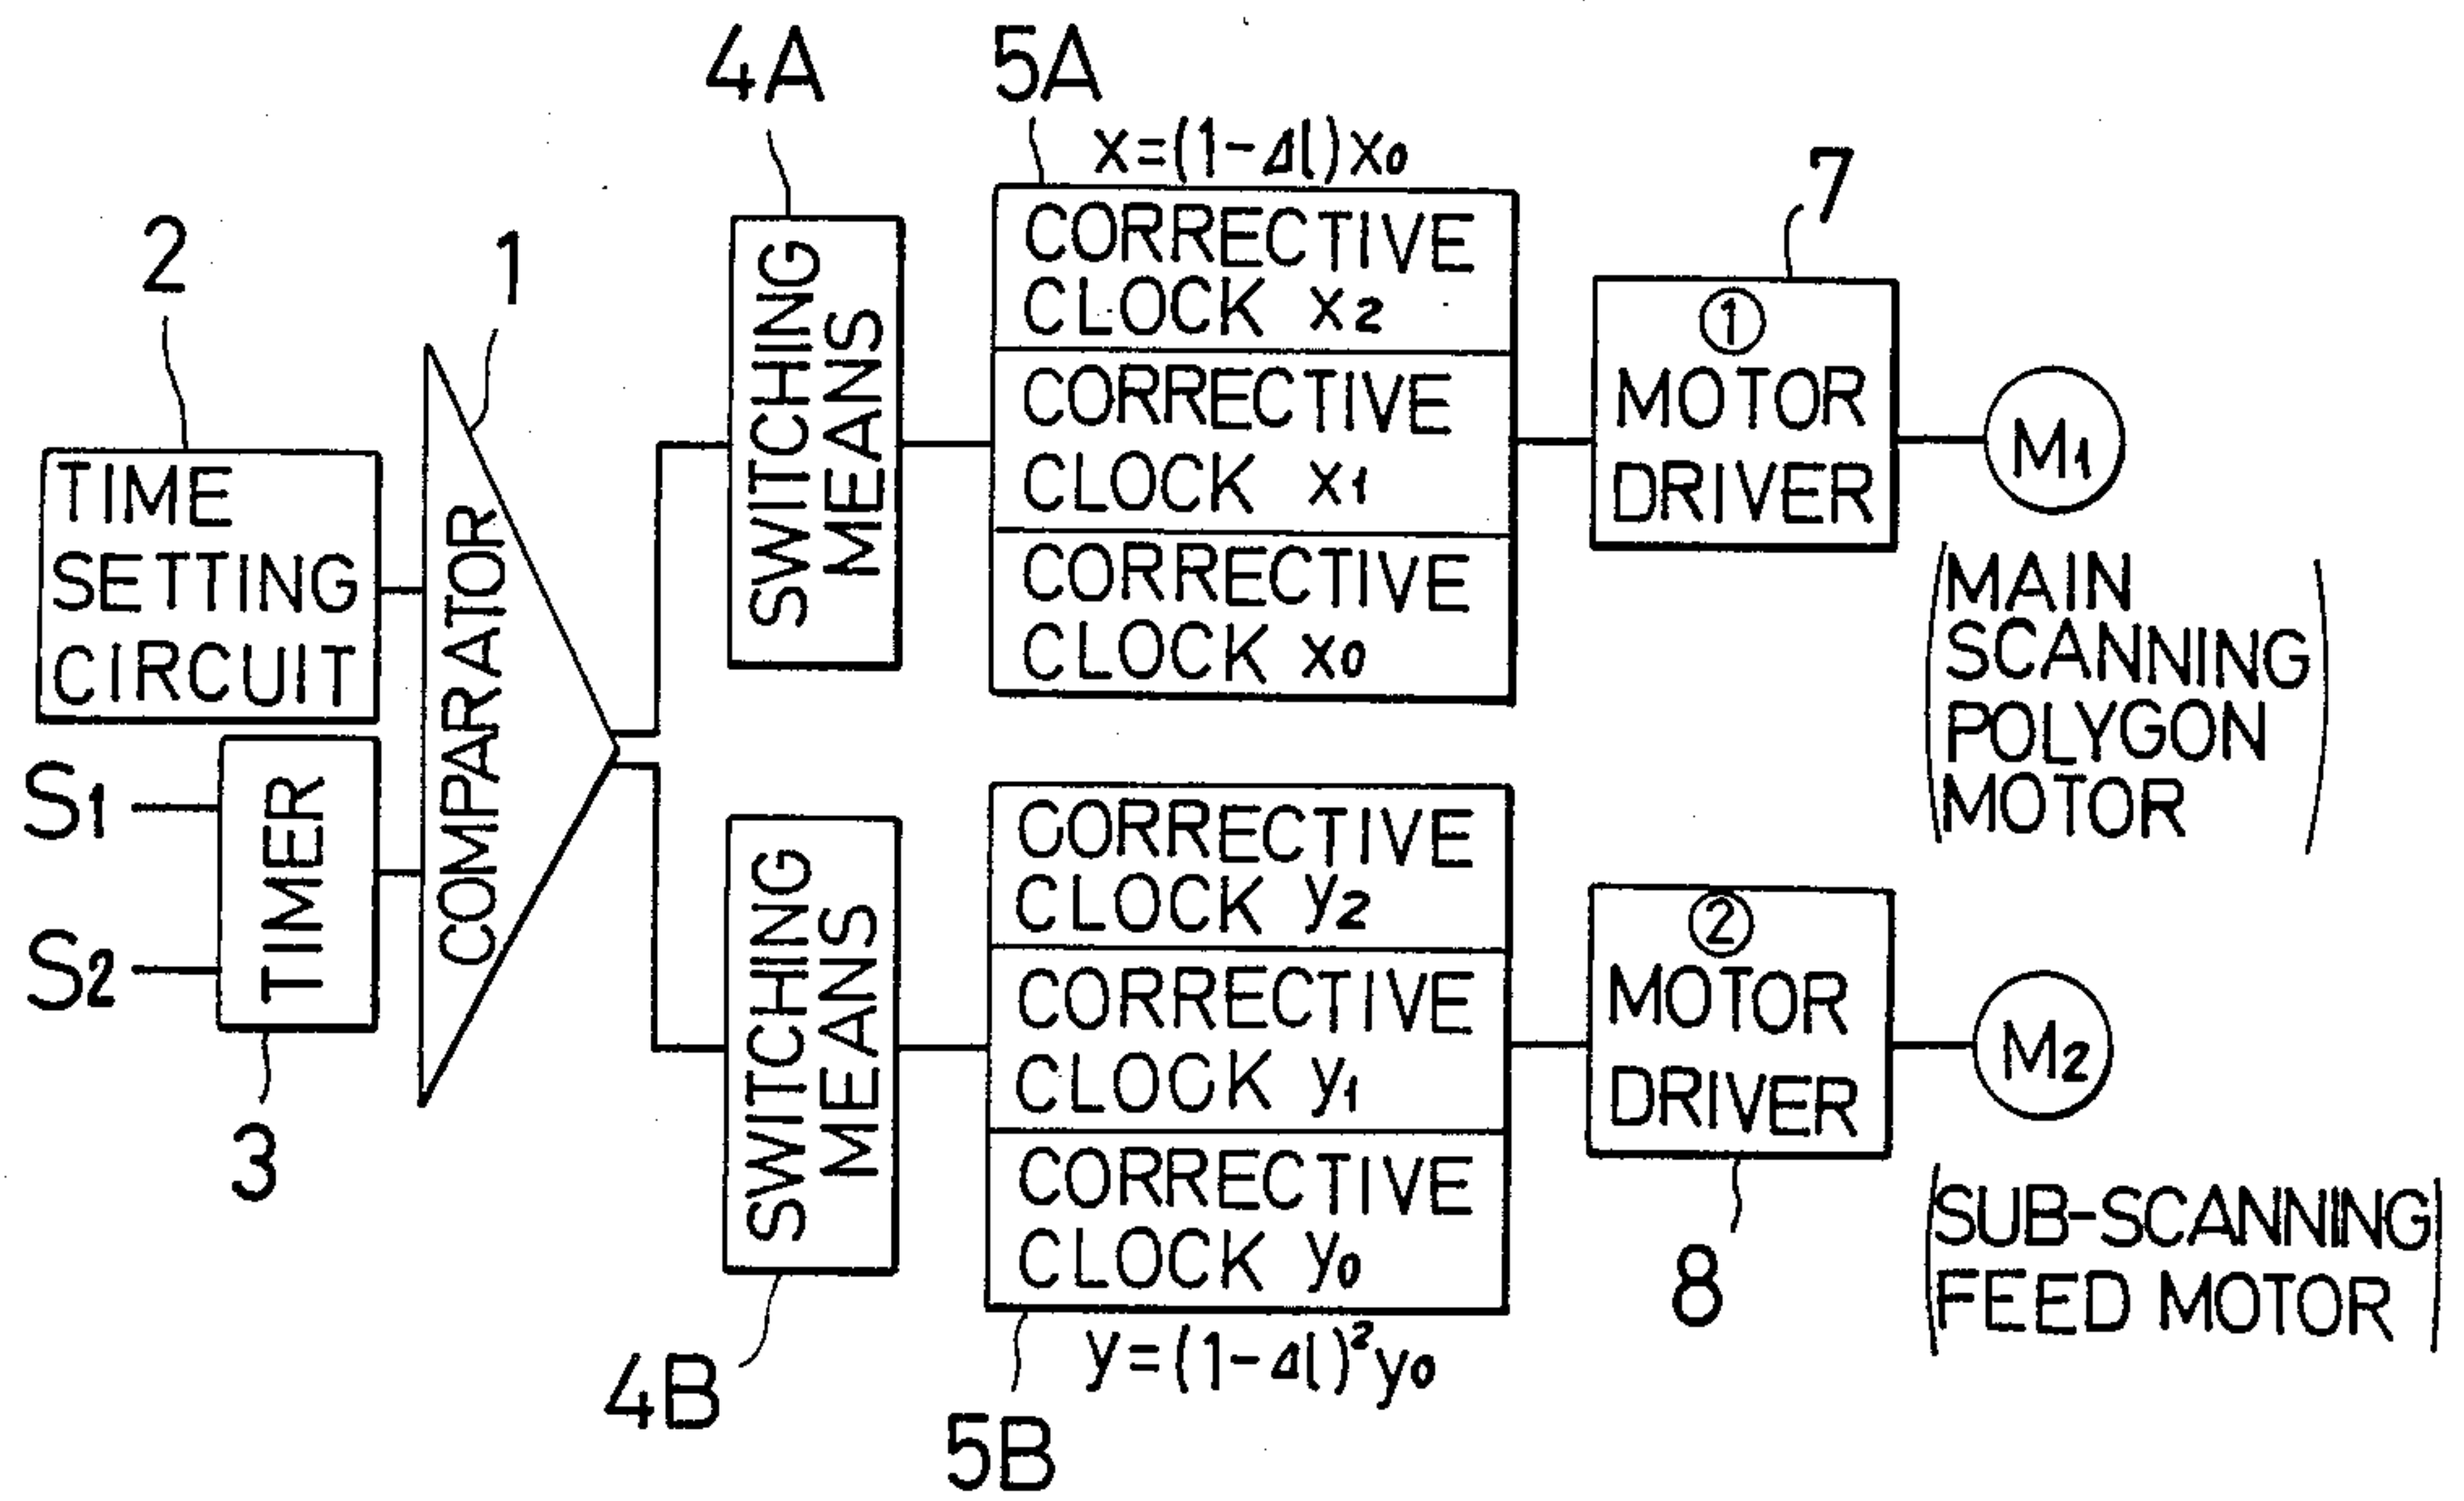 4A
5A
x=(1-Δl)x0
7
2
1
SWITCHING
MEANS
CORRECTIVE
CLOCK x2
CORRECTIVE
CLOCK x1
CORRECTIVE
CLOCK x0
①
MOTOR
DRIVER
M1
TIME
SETTING
CIRCUIT
COMPARATOR
(MAIN
SCANNING
POLYGON
MOTOR)
S1
S2
TIMER
3
SWITCHING
MEANS
CORRECTIVE
CLOCK y2
CORRECTIVE
CLOCK y1
CORRECTIVE
CLOCK y0
②
MOTOR
DRIVER
M2
8
(SUB-SCANNING
FEED MOTOR)
4B
5B
y=(1-Δl)²y0